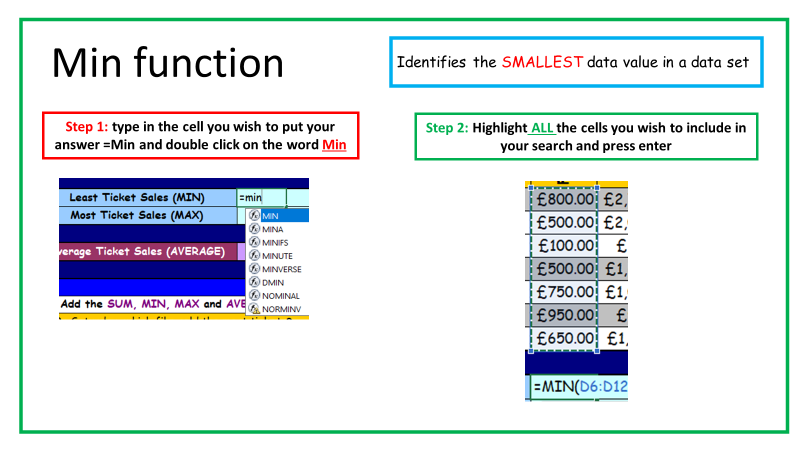 Min function
Identifies the SMALLEST data value in a data set
Step 1: type in the cell you wish to put your
answer =Min and double click on the word Min
Step 2: Highlight ALL the cells you wish to include in
your search and press enter
Least Ticket Sales (MIN) =min
Most Ticket Sales (MAX)
MIN
MINA
MINIFS
MINUTE
MINVERSE
DMIN
NOMINAL
NORMINV
verage Ticket Sales (AVERAGE)
Add the SUM, MIN, MAX and AVE
£800.00 £2,
£500.00 £2,
£100.00 £
£500.00 £1,
£750.00 £1,
£950.00 £
£650.00 £1,
=MIN(D6:D12